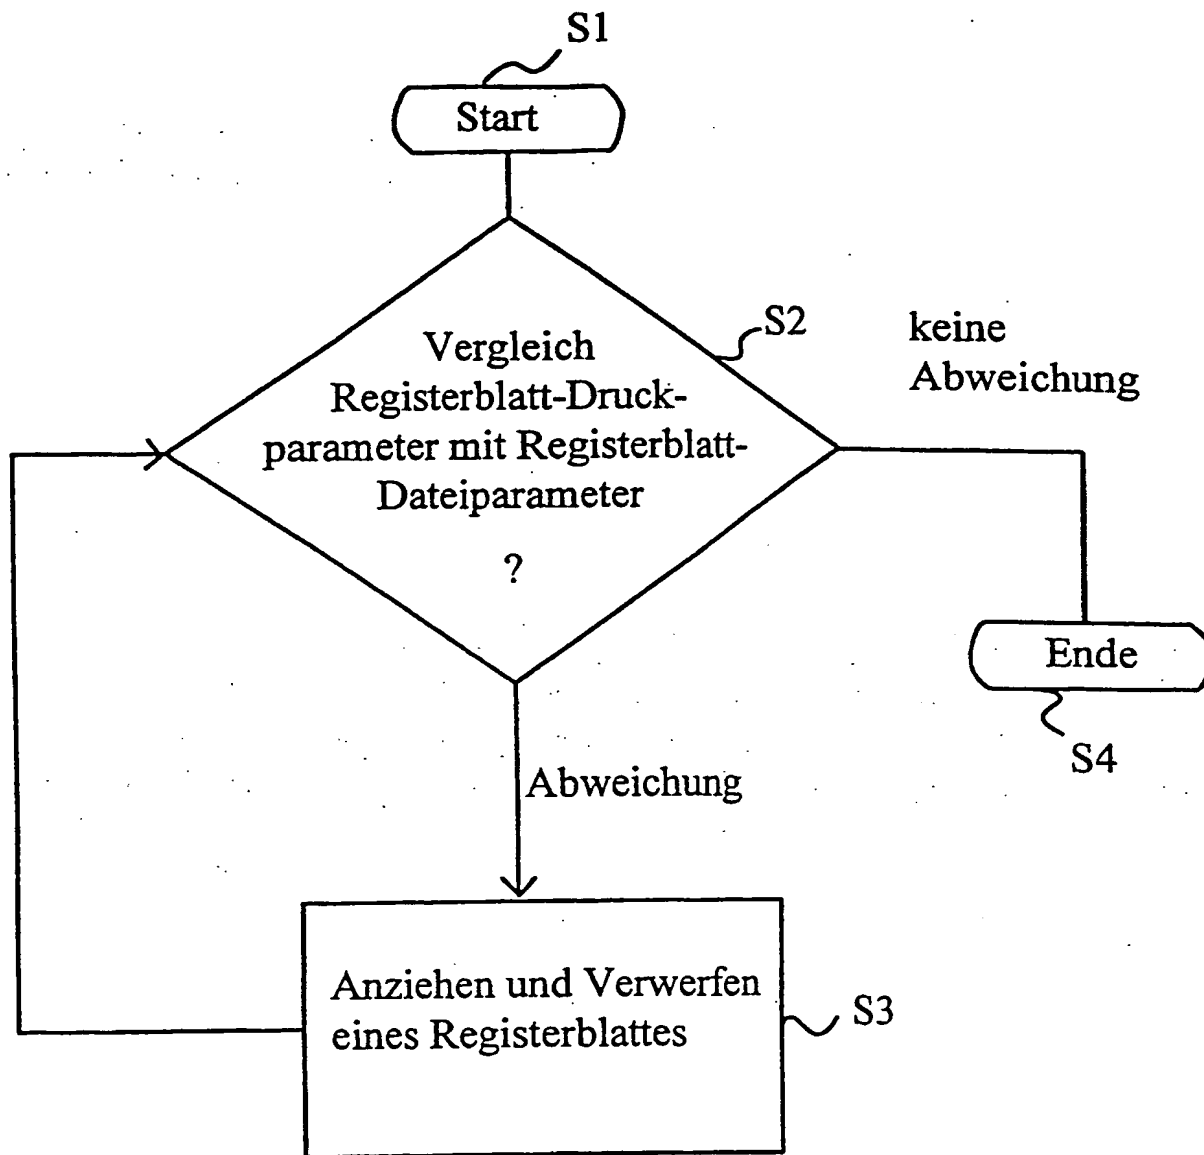 S1
Start
S2
Vergleich
Registerblatt-Druck-
parameter mit Registerblatt-
Dateiparameter
?
keine
Abweichung
Ende
S4
Abweichung
Anziehen und Verwerfen
eines Registerblattes
S3